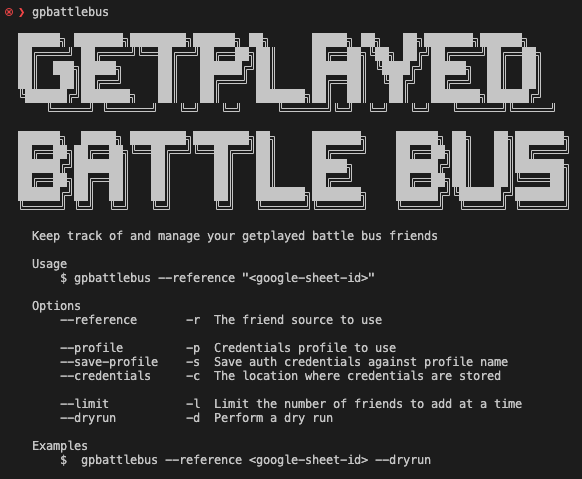 ⊗ ❯ gpbattlebus
GETPLAYED
BATTLE BUS
Keep track of and manage your getplayed battle bus friends
Usage
$ gpbattlebus --reference "<google-sheet-id>"
Options
--reference -r The friend source to use
--profile -p Credentials profile to use
--save-profile -s Save auth credentials against profile name
--credentials -c The location where credentials are stored
--limit -l Limit the number of friends to add at a time
--dryrun -d Perform a dry run
Examples
$ gpbattlebus --reference <google-sheet-id> --dryrun